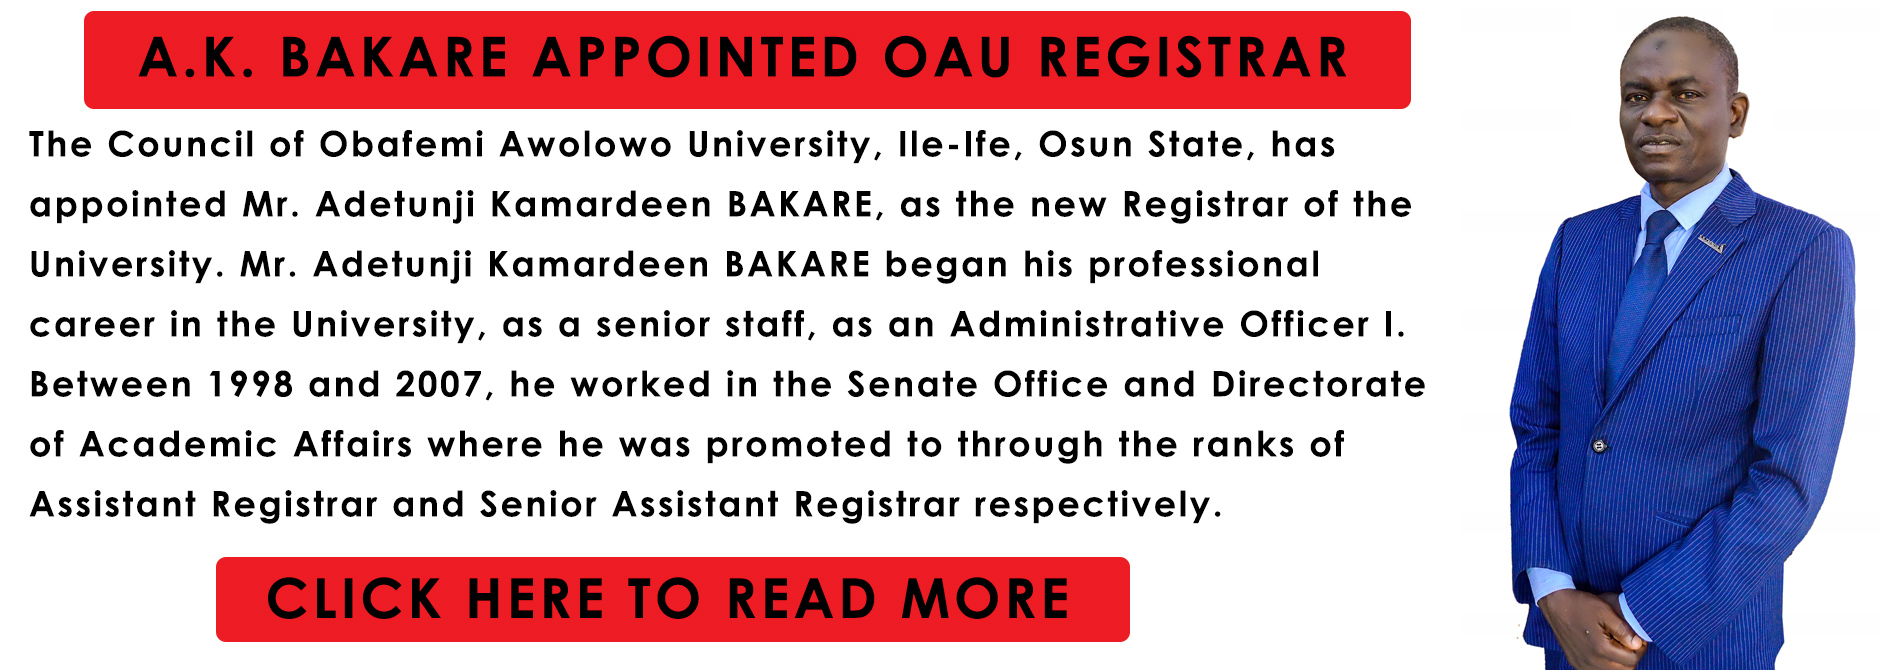 A.K. BAKARE APPOINTED OAU REGISTRAR
The Council of Obafemi Awolowo University, Ile-Ife, Osun State, has
appointed Mr. Adetunji Kamardeen BAKARE, as the new Registrar of the
University. Mr. Adetunji Kamardeen BAKARE began his professional
career in the University, as a senior staff, as an Administrative Officer I.
Between 1998 and 2007, he worked in the Senate Office and Directorate
of Academic Affairs where he was promoted to through the ranks of
Assistant Registrar and Senior Assistant Registrar respectively.
CLICK HERE TO READ MORE